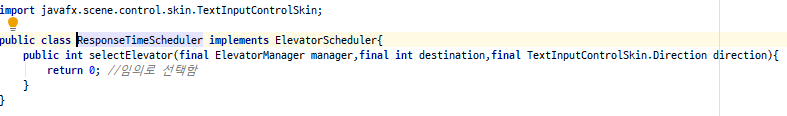 import javafx.scene.control.skin.TextInputControlSkin;
public class ResponseTimeScheduler implements ElevatorScheduler{
public int selectElevator(final ElevatorManager manager,final int destination,final TextInputControlSkin.Direction direction){
return 0; //임의로 선택함
}
}